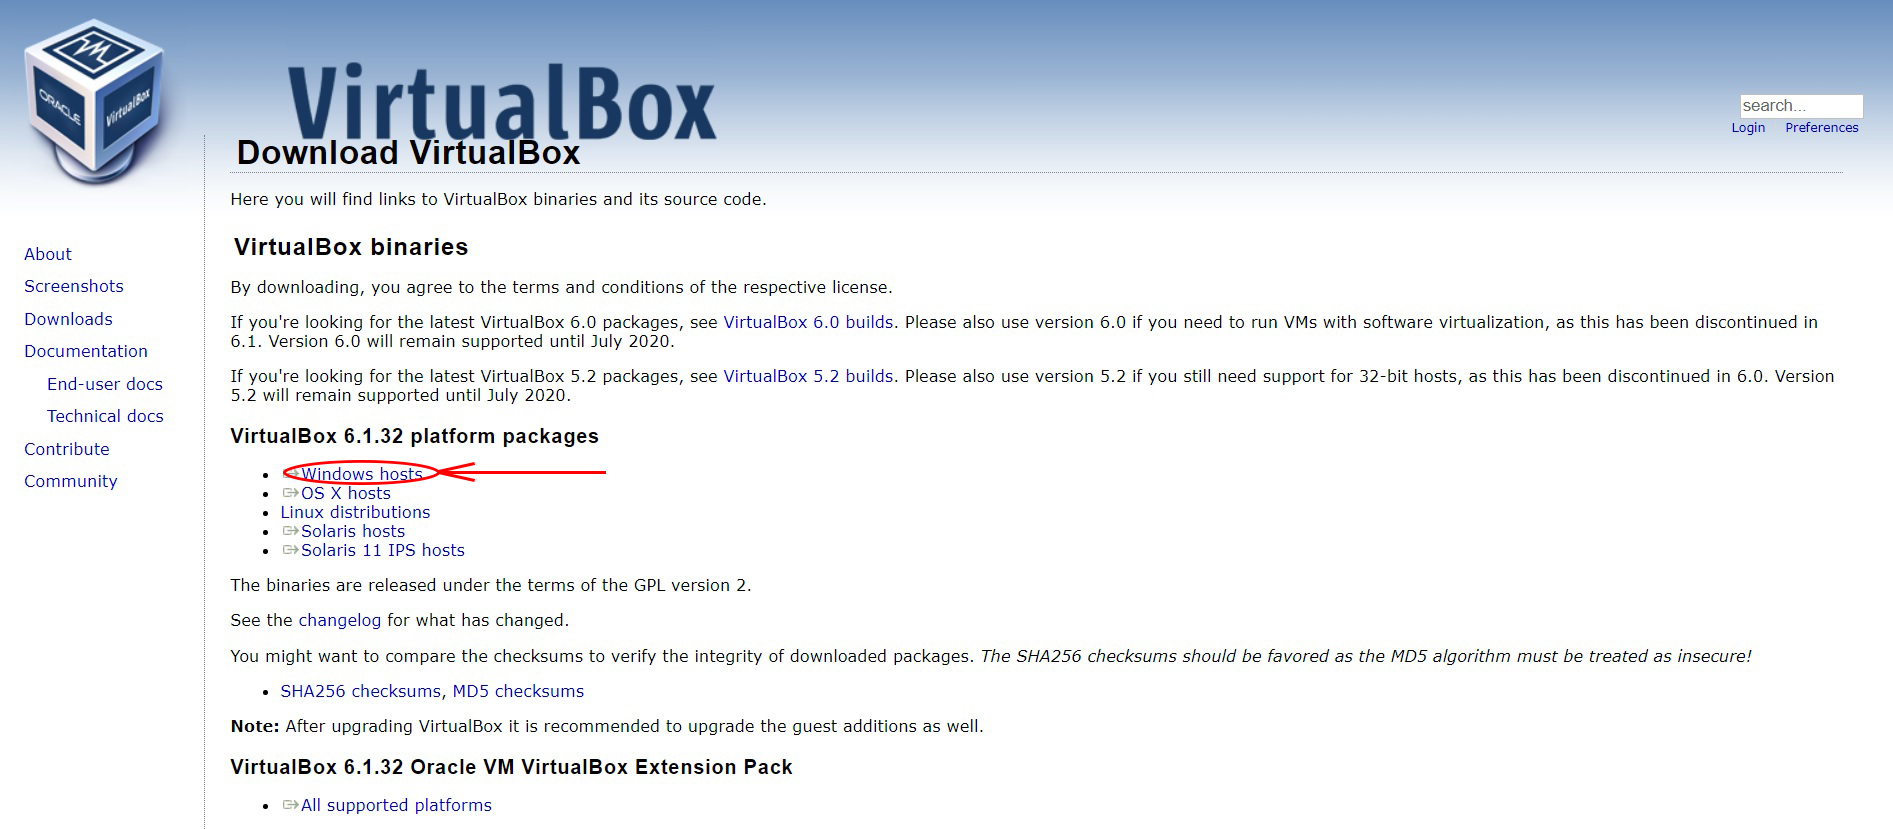 ORACLE
VirtualBox
VirtualBox
search...
Login Preferences
Download VirtualBox
Here you will find links to VirtualBox binaries and its source code.
About
Screenshots
Downloads
Documentation
End-user docs
Technical docs
Contribute
Community
VirtualBox binaries
By downloading, you agree to the terms and conditions of the respective license.
If you're looking for the latest VirtualBox 6.0 packages, see VirtualBox 6.0 builds. Please also use version 6.0 if you need to run VMs with software virtualization, as this has been discontinued in
6.1. Version 6.0 will remain supported until July 2020.
If you're looking for the latest VirtualBox 5.2 packages, see VirtualBox 5.2 builds. Please also use version 5.2 if you still need support for 32-bit hosts, as this has been discontinued in 6.0. Version
5.2 will remain supported until July 2020.
VirtualBox 6.1.32 platform packages
• Windows hosts
• OS X hosts
• Linux distributions
• Solaris hosts
• Solaris 11 IPS hosts
The binaries are released under the terms of the GPL version 2.
See the changelog for what has changed.
You might want to compare the checksums to verify the integrity of downloaded packages. The SHA256 checksums should be favored as the MD5 algorithm must be treated as insecure!
• SHA256 checksums, MD5 checksums
Note: After upgrading VirtualBox it is recommended to upgrade the guest additions as well.
VirtualBox 6.1.32 Oracle VM VirtualBox Extension Pack
• All supported platforms